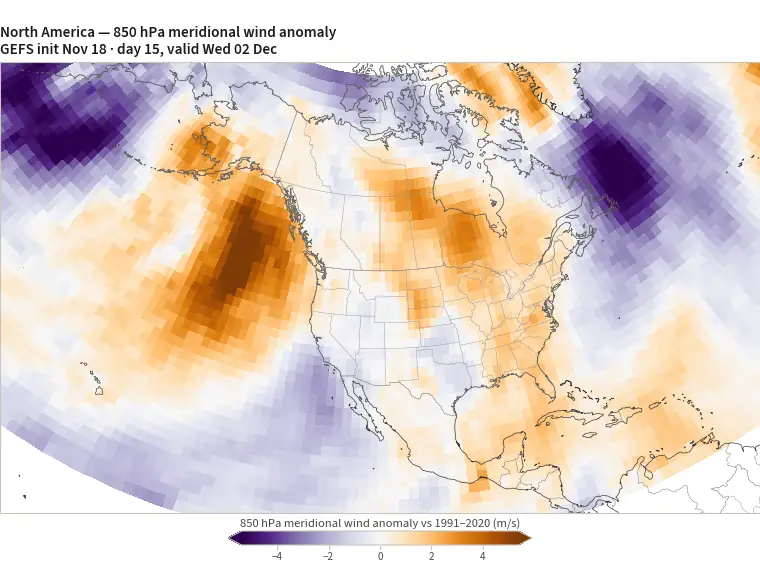 North America — 850 hPa meridional wind anomaly
GEFS init Nov 18 · day 15, valid Wed 02 Dec
850 hPa meridional wind anomaly vs 1991–2020 (m/s)
−4 −2 0 2 4